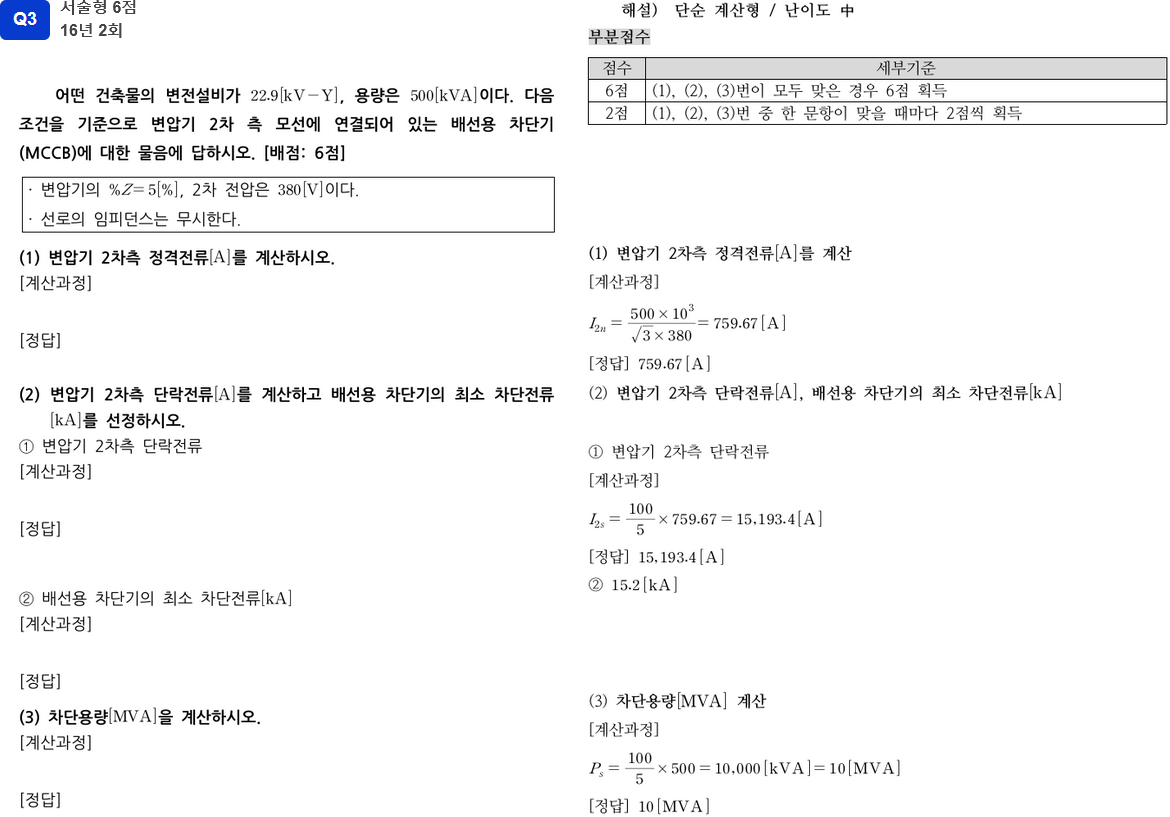 Q3
서술형 6점
16년 2회
어떤 건축물의 변전설비가 22.9[kV-Y], 용량은 500[kVA]이다. 다음
조건을 기준으로 변압기 2차 측 모선에 연결되어 있는 배선용 차단기
(MCCB)에 대한 물음에 답하시오. [배점: 6점]
· 변압기의 %Z=5[%], 2차 전압은 380[V]이다.
· 선로의 임피던스는 무시한다.
(1) 변압기 2차측 정격전류[A]를 계산하시오.
[계산과정]
[정답]
(2) 변압기 2차측 단락전류[A]를 계산하고 배선용 차단기의 최소 차단전류
[kA]를 선정하시오.
① 변압기 2차측 단락전류
[계산과정]
[정답]
② 배선용 차단기의 최소 차단전류[kA]
[계산과정]
[정답]
(3) 차단용량[MVA]을 계산하시오.
[계산과정]
[정답]
해설) 단순 계산형 / 난이도 中
부분점수
점수 세부기준
6점 (1), (2), (3)번이 모두 맞은 경우 6점 획득
2점 (1), (2), (3)번 중 한 문항이 맞을 때마다 2점씩 획득
(1) 변압기 2차측 정격전류[A]를 계산
[계산과정]
I₂ₙ = (500 × 10³)/(√3 × 380) = 759.67[A]
[정답] 759.67[A]
(2) 변압기 2차측 단락전류[A], 배선용 차단기의 최소 차단전류[kA]
① 변압기 2차측 단락전류
[계산과정]
I₂ₛ = 100/5 × 759.67 = 15,193.4[A]
[정답] 15,193.4[A]
② 15.2[kA]
(3) 차단용량[MVA] 계산
[계산과정]
Pₛ = 100/5 × 500 = 10,000[kVA] = 10[MVA]
[정답] 10[MVA]